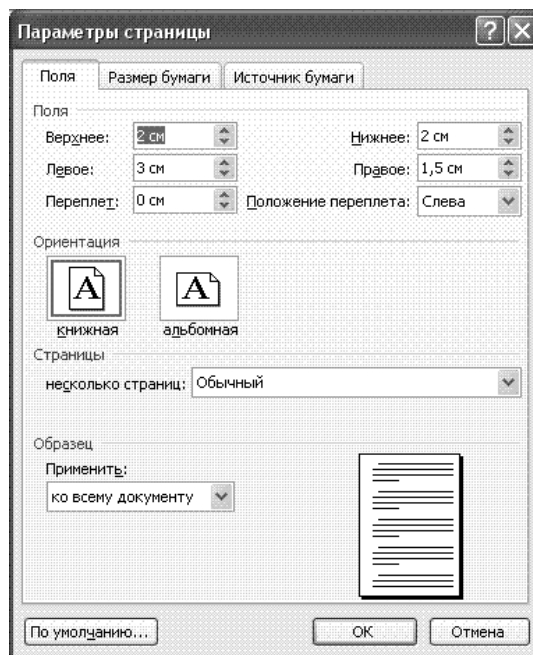 Параметры страницы
Поля Размер бумаги Источник бумаги
Поля
Верхнее: 2 см Нижнее: 2 см
Левое: 3 см Правое: 1,5 см
Переплет: 0 см Положение переплета: Слева
Ориентация
A A
книжная альбомная
Страницы
несколько страниц: Обычный
Образец
Применить:
ко всему документу
По умолчанию... ОК Отмена